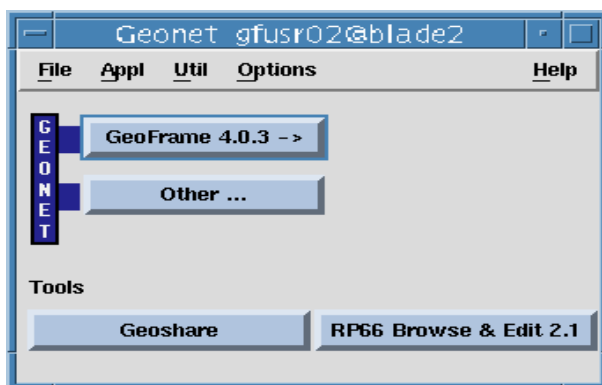 Geonet gfusr02@blade2
File Appl Util Options Help
GEONET
GeoFrame 4.0.3 ->
Other ...
Tools
Geoshare
RP66 Browse & Edit 2.1